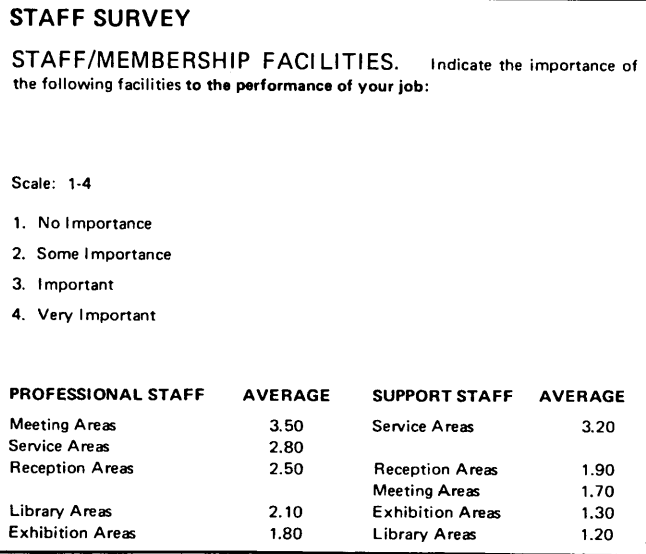 STAFF SURVEY
STAFF/MEMBERSHIP FACILITIES. Indicate the importance of
the following facilities to the performance of your job:
Scale: 1-4
1. No Importance
2. Some Importance
3. Important
4. Very Important
PROFESSIONAL STAFF AVERAGE SUPPORT STAFF AVERAGE
Meeting Areas 3.50 Service Areas 3.20
Service Areas 2.80
Reception Areas 2.50 Reception Areas 1.90
Meeting Areas 1.70
Library Areas 2.10 Exhibition Areas 1.30
Exhibition Areas 1.80 Library Areas 1.20